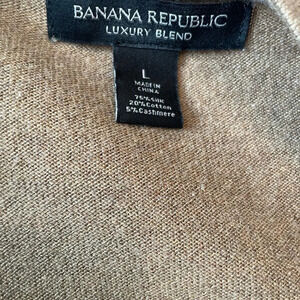 BANANA REPUBLIC
LUXURY BLEND
L
MADE IN
CHINA
75% Silk
20% Cotton
5% Cashmere